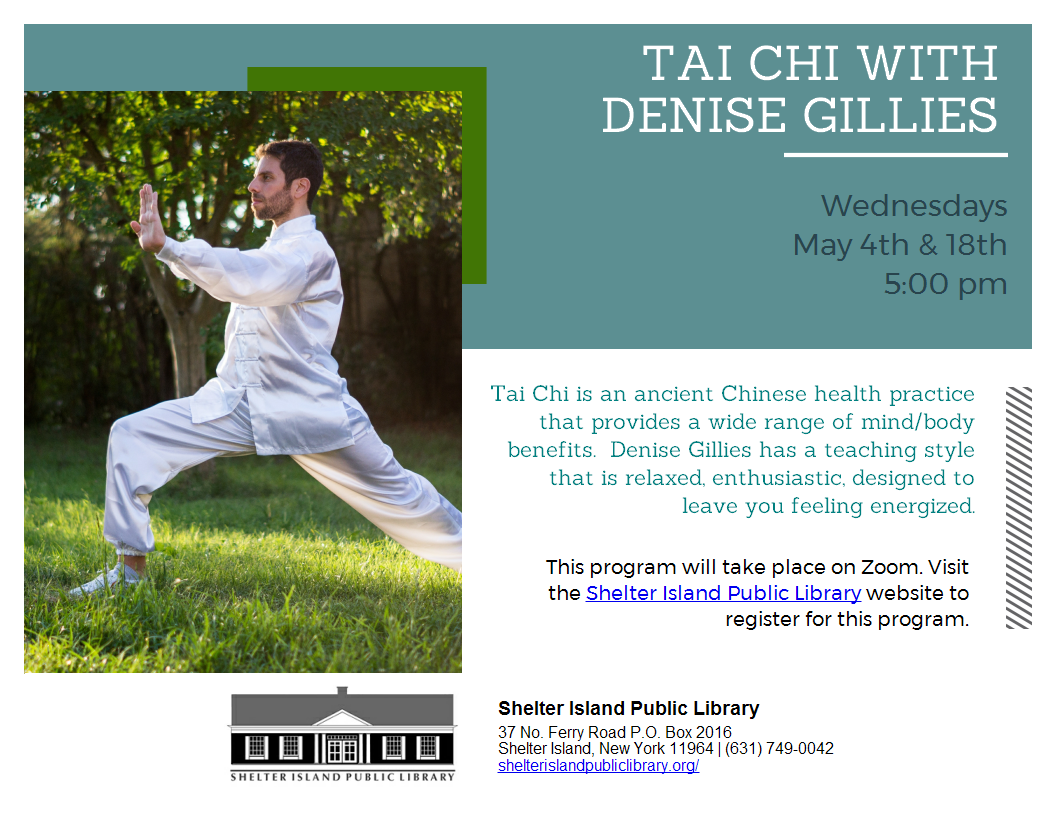 TAI CHI WITH
DENISE GILLIES
Wednesdays
May 4th & 18th
5:00 pm
Tai Chi is an ancient Chinese health practice
that provides a wide range of mind/body
benefits.  Denise Gillies has a teaching style
that is relaxed, enthusiastic, designed to
leave you feeling energized.
This program will take place on Zoom. Visit
the Shelter Island Public Library website to
register for this program.
SHELTER ISLAND PUBLIC LIBRARY
Shelter Island Public Library
37 No. Ferry Road P.O. Box 2016
Shelter Island, New York 11964 | (631) 749-0042
shelterislandpubliclibrary.org/